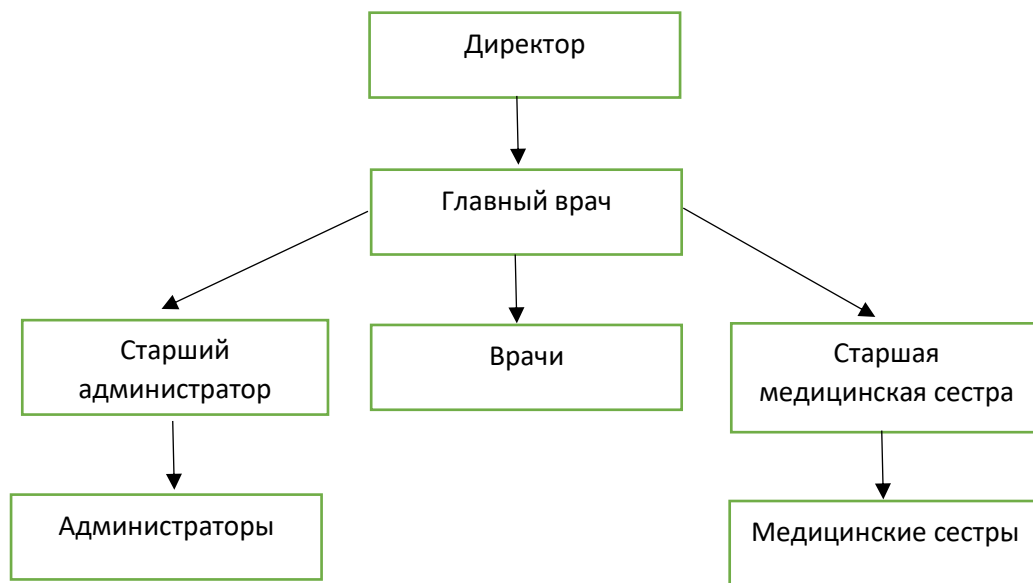 Директор
Главный врач
Старший
администратор
Врачи
Старшая
медицинская сестра
Администраторы
Медицинские сестры